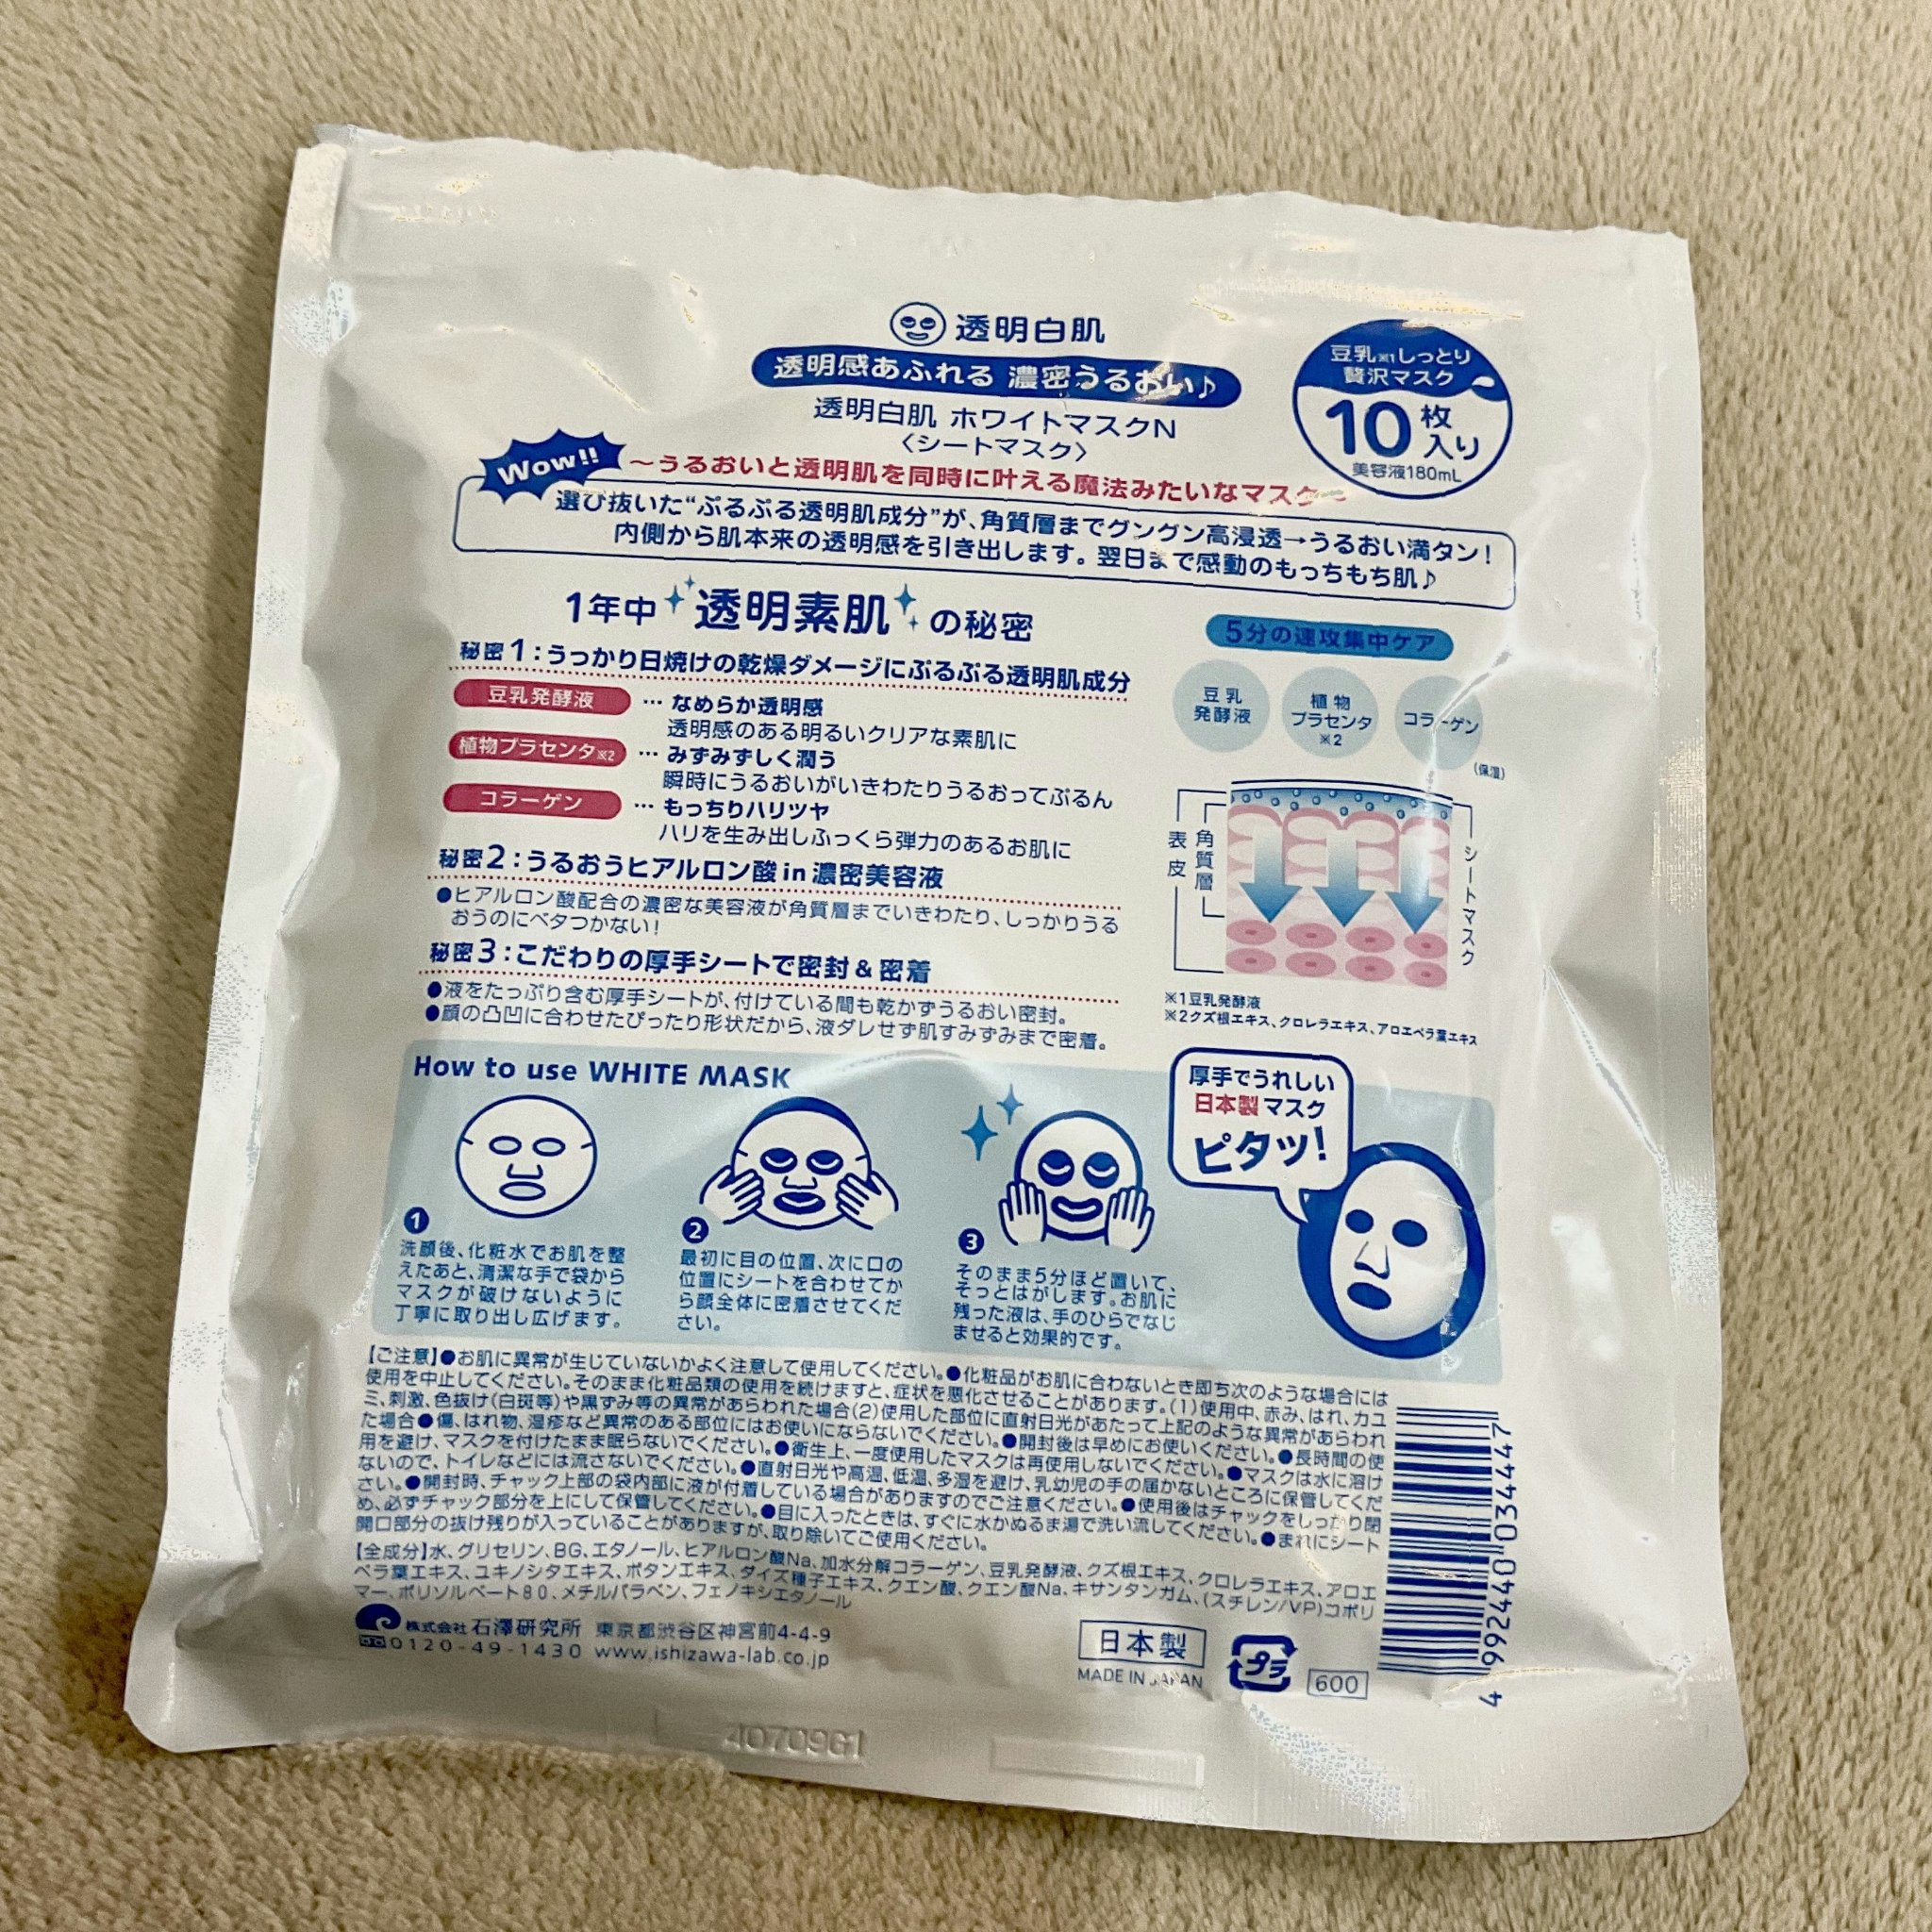 透明白肌
透明感あふれる 濃密うるおい♪
透明白肌 ホワイトマスクN
〈シートマスク〉
豆乳※1しっとり
贅沢マスク
10枚入り
美容液180mL
Wow!!
～うるおいと透明肌を同時に叶える魔法みたいなマスク～
選び抜いた“ぷるぷる透明肌成分”が、角質層までグングン高浸透→うるおい満タン!
内側から肌本来の透明感を引き出します。翌日まで感動のもっちもち肌♪
1年中 透明素肌 の秘密
秘密1:うっかり日焼けの乾燥ダメージにぷるぷる透明肌成分
豆乳発酵液 … なめらか透明感
透明感のある明るいクリアな素肌に
植物プラセンタ※2 … みずみずしく潤う
瞬時にうるおいがいきわたりうるおってぷるん
コラーゲン … もっちりハリツヤ
ハリを生み出しふっくら弾力のあるお肌に
秘密2:うるおうヒアルロン酸in濃密美容液
●ヒアルロン酸配合の濃密な美容液が角質層までいきわたり、しっかりうる
おうのにベタつかない!
秘密3:こだわりの厚手シートで密封&密着
●液をたっぷり含む厚手シートが、付けている間も乾かずうるおい密封。
●顔の凸凹に合わせたぴったり形状だから、液ダレせず肌すみずみまで密着。
5分の速攻集中ケア
豆乳
発酵液
植物
プラセンタ
※2
コラーゲン
(保湿)
表皮
角質層
シートマスク
※1豆乳発酵液
※2クズ根エキス、クロレラエキス、アロエベラ葉エキス
How to use WHITE MASK
1
洗顔後、化粧水でお肌を整
えたあと、清潔な手で袋から
マスクが破けないように
丁寧に取り出し広げます。
2
最初に目の位置、次に口の
位置にシートを合わせてか
ら顔全体に密着させてくだ
さい。
3
そのまま5分ほど置いて、
そっとはがします。お肌に
残った液は、手のひらでなじ
ませると効果的です。
厚手でうれしい
日本製マスク
ピタッ!
【ご注意】●お肌に異常が生じていないかよく注意して使用してください。●化粧品がお肌に合わないとき即ち次のような場合には
使用を中止してください。そのまま化粧品類の使用を続けますと、症状を悪化させることがあります。(1)使用中、赤み、はれ、カユ
ミ、刺激、色抜け(白斑等)や黒ずみ等の異常があらわれた場合(2)使用した部位に直射日光があたって上記のような異常があらわれ
た場合●傷、はれ物、湿疹など異常のある部位にはお使いにならないでください。●開封後は早めにお使いください。●長時間の使
用を避け、マスクを付けたまま眠らないでください。●衛生上、一度使用したマスクは再使用しないでください。●マスクは水に溶け
ないので、トイレなどには流さないでください。●直射日光や高温、低温、多湿を避け、乳幼児の手の届かないところに保管してくだ
さい。●開封時、チャック上部の袋内部に液が付着している場合がありますのでご注意ください。●使用後はチャックをしっかり閉
め、必ずチャック部分を上にして保管してください。●目に入ったときは、すぐに水かぬるま湯で洗い流してください。●まれにシート
開口部分の抜け残りが入っていることがありますが、取り除いてご使用ください。
【全成分】水、グリセリン、BG、エタノール、ヒアルロン酸Na、加水分解コラーゲン、豆乳発酵液、クズ根エキス、クロレラエキス、アロエ
ベラ葉エキス、ユキノシタエキス、ボタンエキス、ダイズ種子エキス、クエン酸、クエン酸Na、キサンタンガム、(スチレン/VP)コポリ
マー、ポリソルベート80、メチルパラベン、フェノキシエタノール
株式会社 石澤研究所 東京都渋谷区神宮前4-4-9
0120-49-1430 www.ishizawa-lab.co.jp
日本製
MADE IN JAPAN
プラ
600
4 992440 034447
40709G1